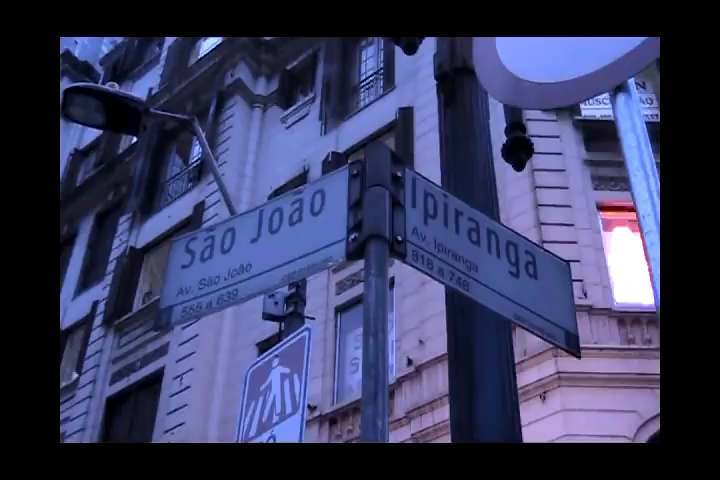 São João
Av. São João
555 a 639
Ipiranga
Av. Ipiranga
818 a 748